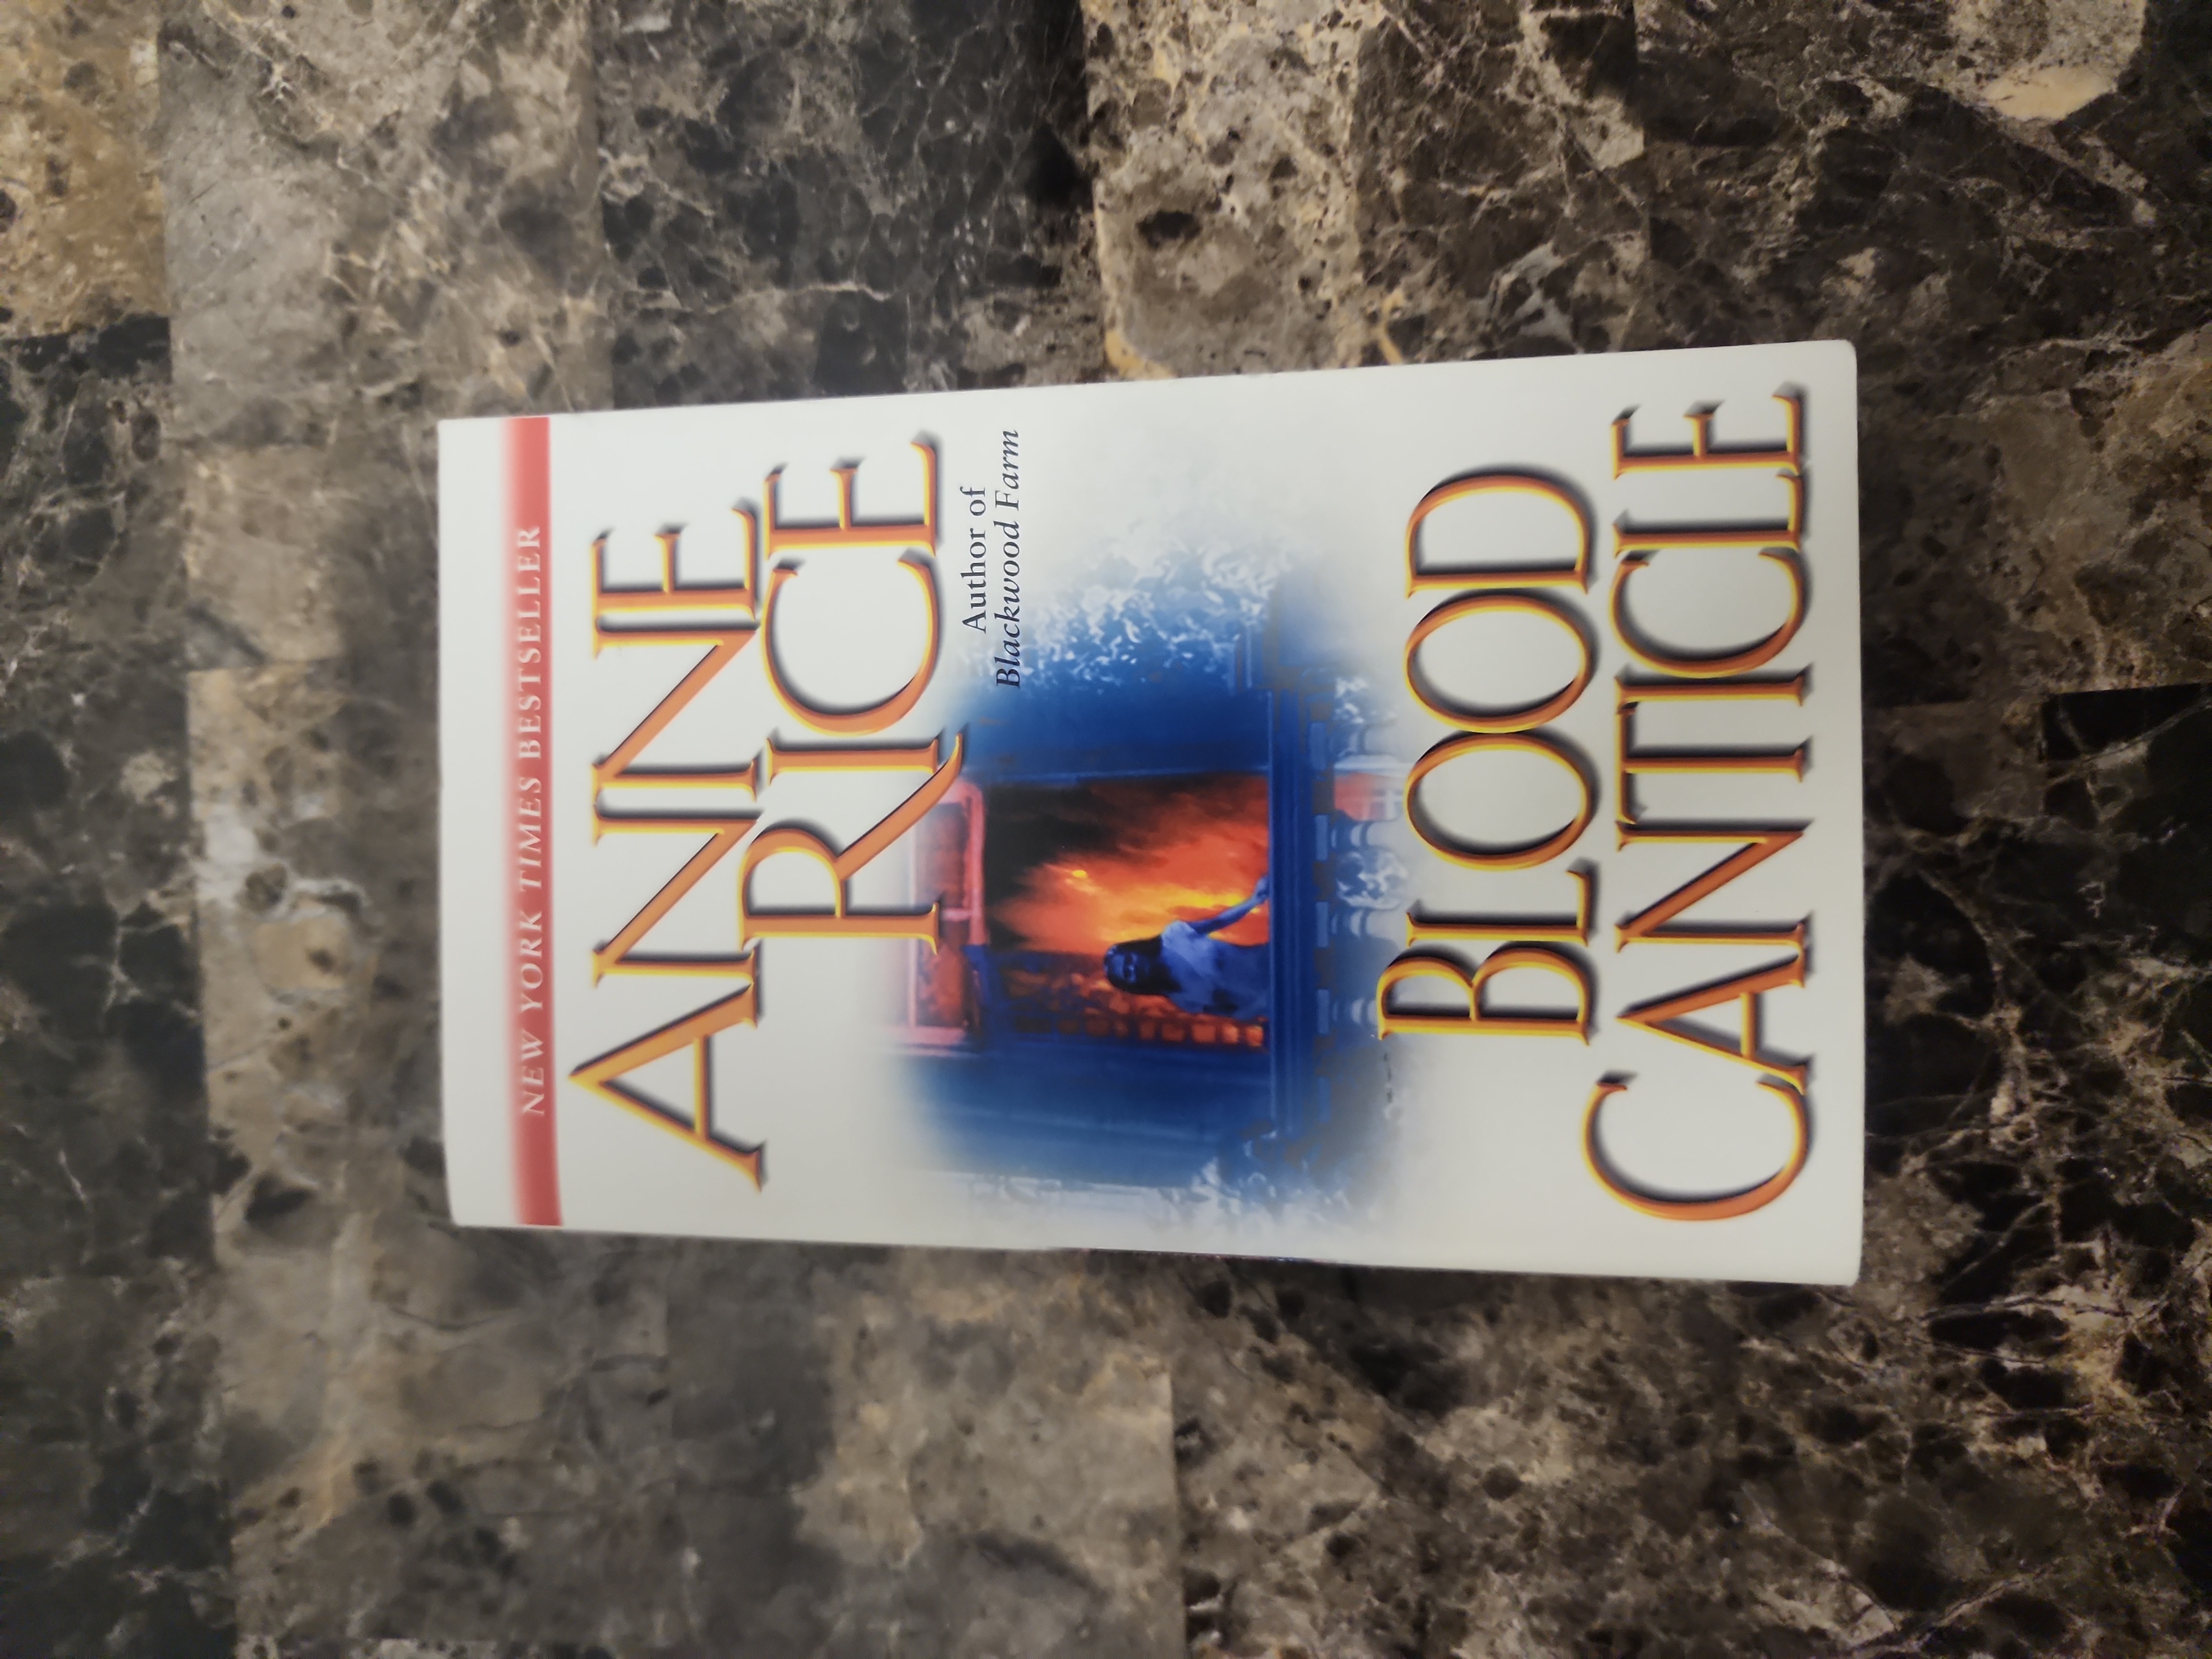 NEW YORK TIMES BESTSELLER
ANNE
RICE
Author of
Blackwood Farm
BLOOD
CANTICLE